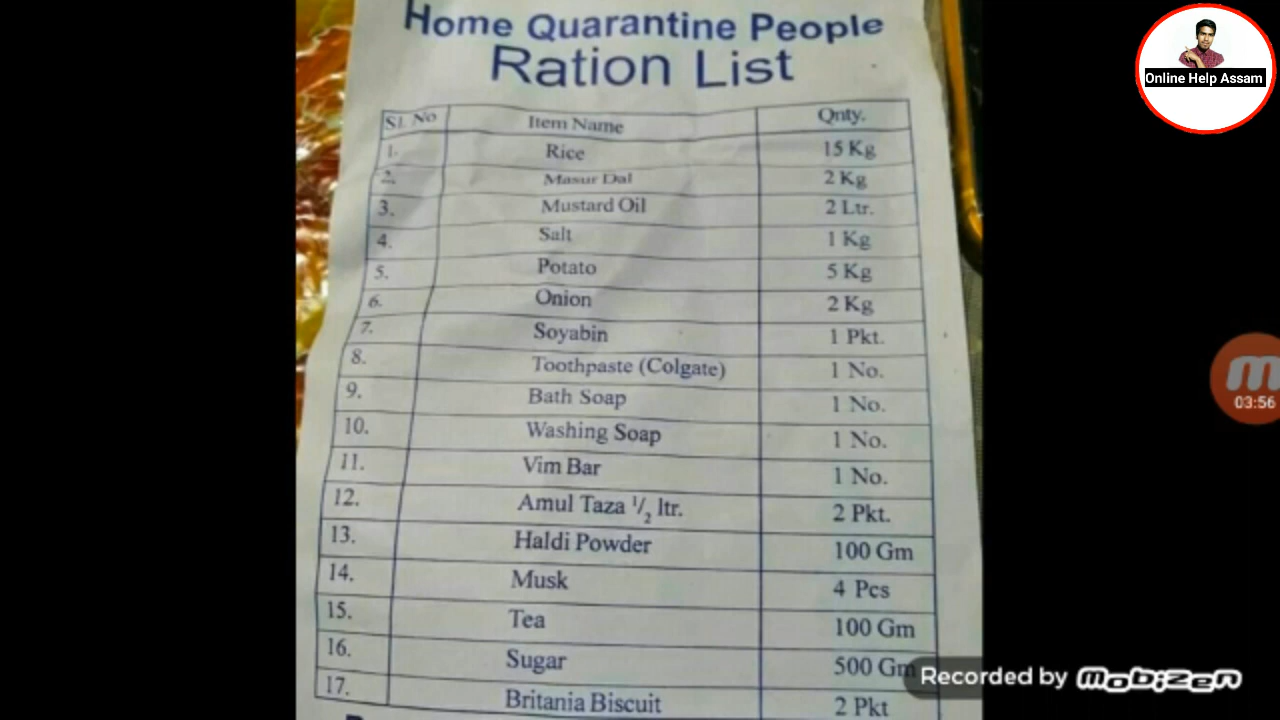 Home Quarantine People
Ration List
Sl. No Item Name Qnty.
1. Rice 15 Kg
2. Masur Dal 2 Kg
3. Mustard Oil 2 Ltr.
4. Salt 1 Kg
5. Potato 5 Kg
6. Onion 2 Kg
7. Soyabin 1 Pkt.
8. Toothpaste (Colgate) 1 No.
9. Bath Soap 1 No.
10. Washing Soap 1 No.
11. Vim Bar 1 No.
12. Amul Taza 1/2 ltr. 2 Pkt.
13. Haldi Powder 100 Gm
14. Musk 4 Pcs
15. Tea 100 Gm
16. Sugar 500 Gm
17. Britania Biscuit 2 Pkt
Online Help Assam
03:56
Recorded by Mobizen